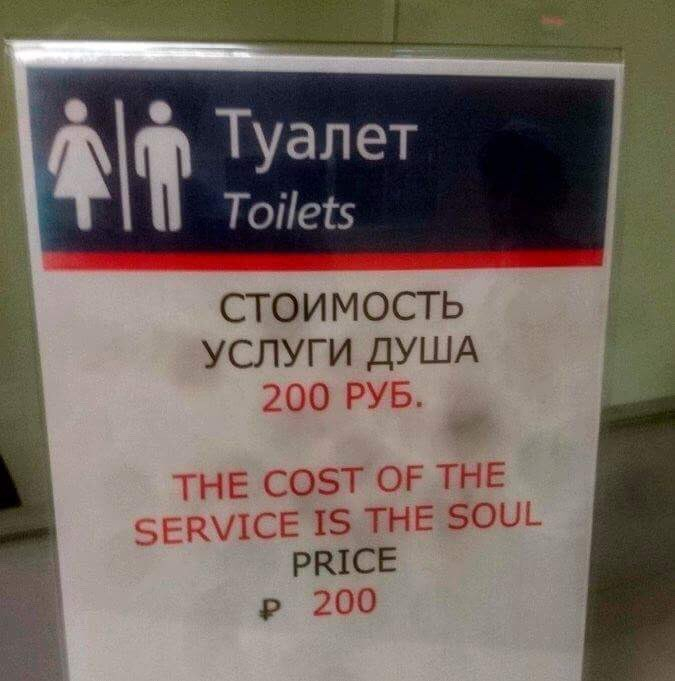 Туалет
Toilets
СТОИМОСТЬ
УСЛУГИ ДУША
200 РУБ.
THE COST OF THE
SERVICE IS THE SOUL
PRICE
₽ 200